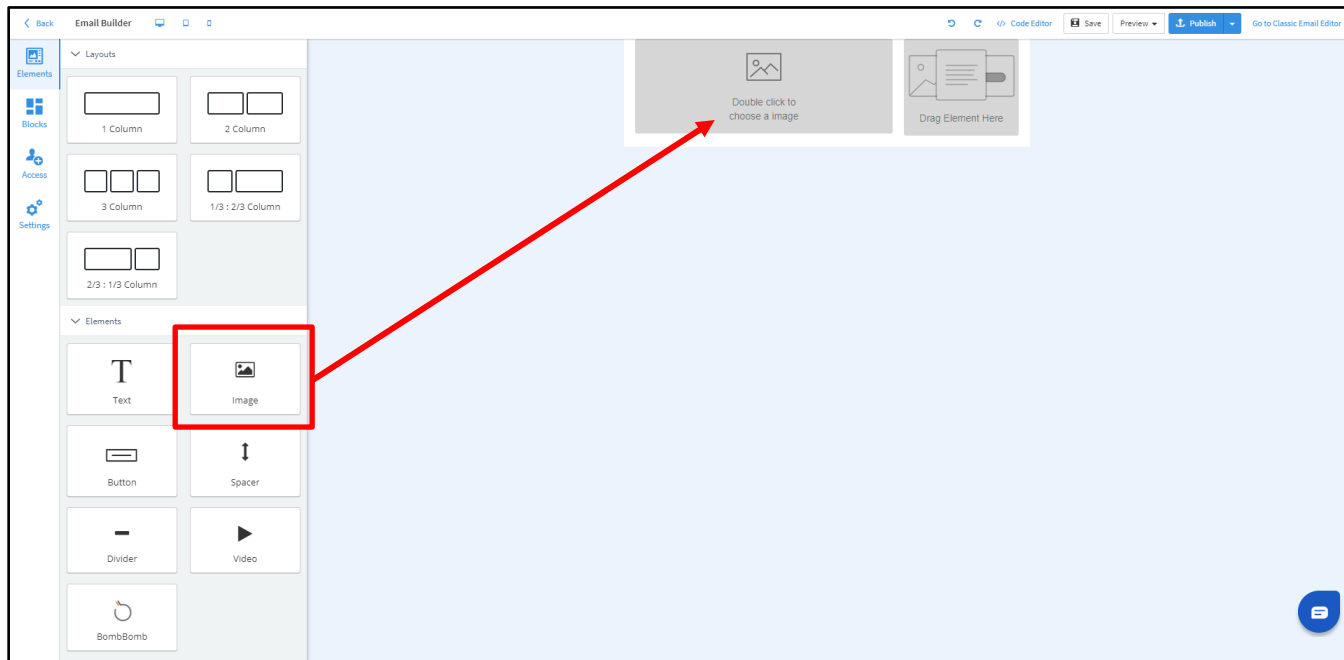 Back
Email Builder
Code Editor
Save
Preview
Publish
Go to Classic Email Editor
Elements
Blocks
Access
Settings
Layouts
1 Column
2 Column
3 Column
1/3 : 2/3 Column
2/3 : 1/3 Column
Elements
T
Text
Image
Button
Spacer
Divider
Video
BombBomb
Double click to
choose a image
Drag Element Here